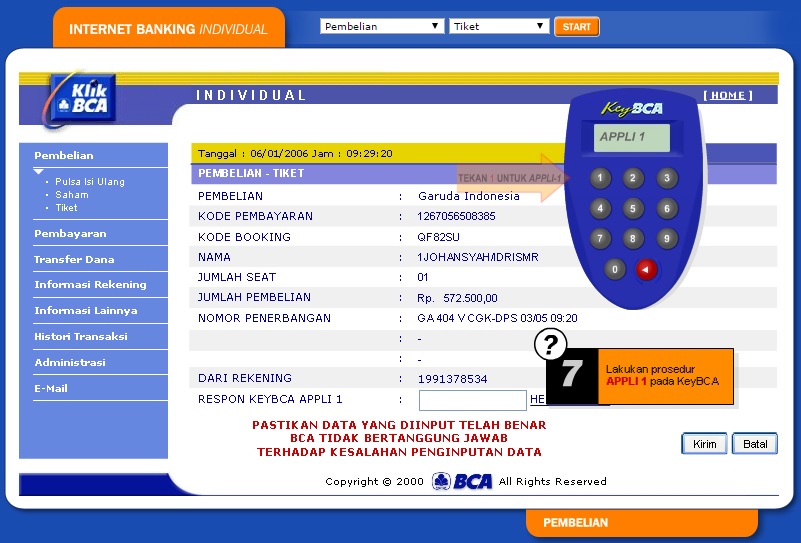 INTERNET BANKING INDIVIDUAL
Pembelian Tiket START
Klik BCA
INDIVIDUAL
[ HOME ]
KeyBCA
APPLI 1
1 2 3
4 5 6
7 8 9
0
TEKAN 1 UNTUK APPLI-1
Pembelian
Pulsa Isi Ulang
Saham
Tiket
Pembayaran
Transfer Dana
Informasi Rekening
Informasi Lainnya
Histori Transaksi
Administrasi
E-Mail
Tanggal : 06/01/2006 Jam : 09:29:20
PEMBELIAN - TIKET
PEMBELIAN : Garuda Indonesia
KODE PEMBAYARAN : 1267056508385
KODE BOOKING : QF82SU
NAMA : 1JOHANSYAH/IDRISMR
JUMLAH SEAT : 01
JUMLAH PEMBELIAN : Rp. 572.500,00
NOMOR PENERBANGAN : GA 404 V CGK-DPS 03/05 09:20
: -
: -
DARI REKENING : 1991378534
RESPON KEYBCA APPLI 1 : HE
?
7
Lakukan prosedur
APPLI 1 pada KeyBCA
PASTIKAN DATA YANG DIINPUT TELAH BENAR
BCA TIDAK BERTANGGUNG JAWAB
TERHADAP KESALAHAN PENGINPUTAN DATA
Kirim Batal
Copyright © 2000 BCA All Rights Reserved
PEMBELIAN